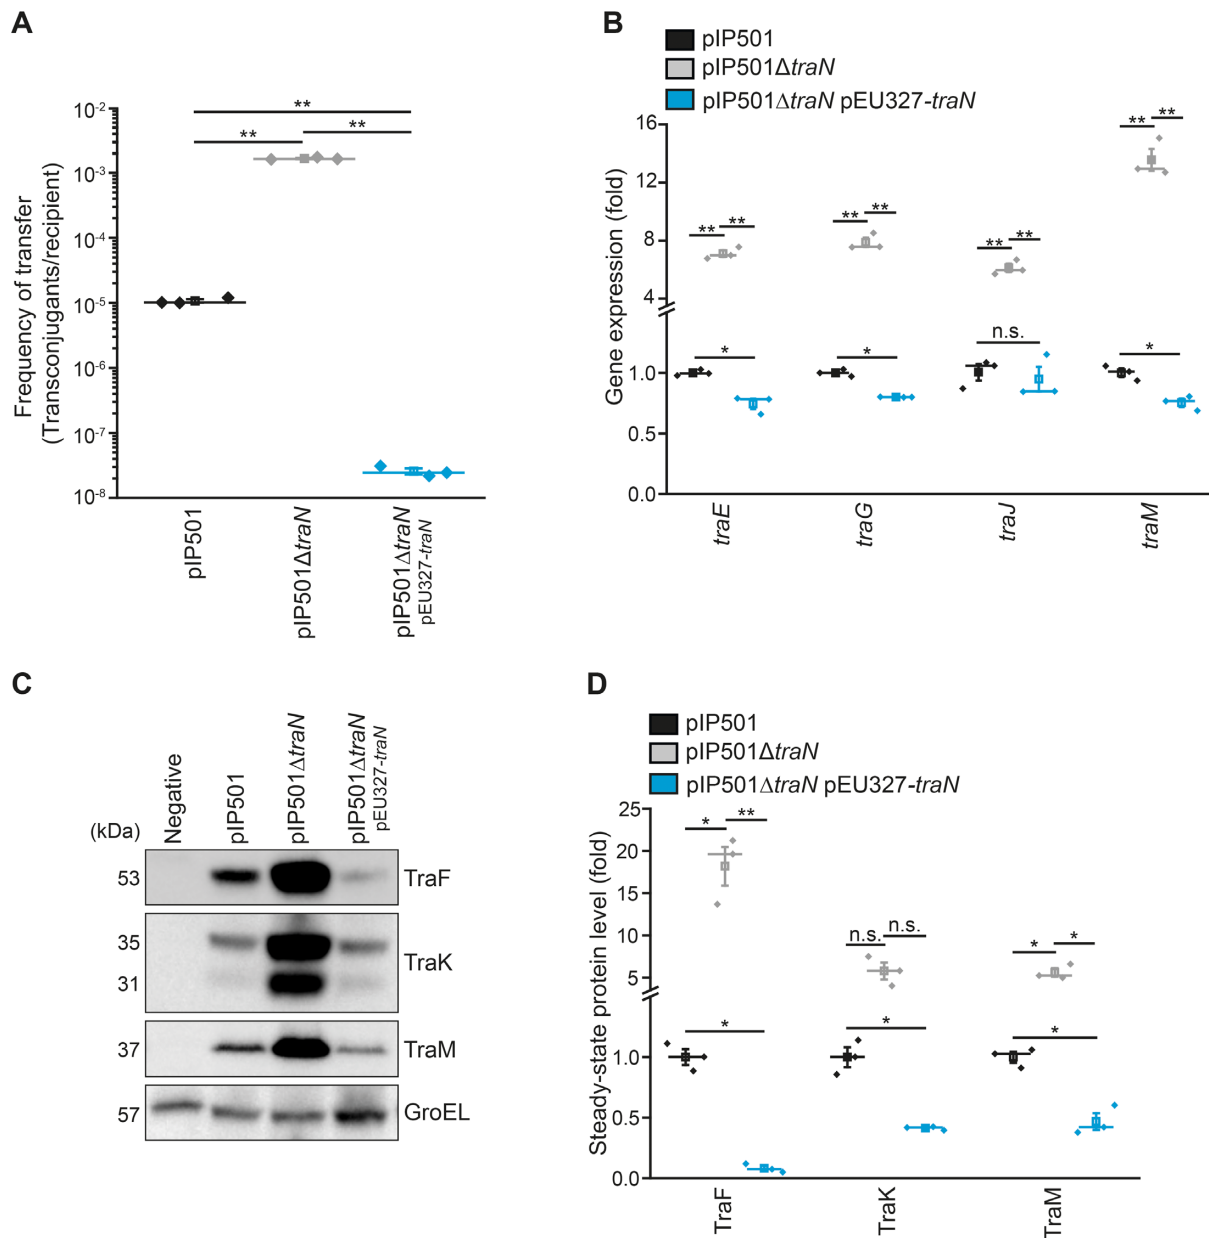 A
Frequency of transfer
(Transconjugants/recipient)
10-2
10-3
10-4
10-5
10-6
10-7
10-8
**
** **
pIP501
pIP501ΔtraN
pIP501ΔtraN
pEU327-traN
B
pIP501
pIP501ΔtraN
pIP501ΔtraN pEU327-traN
Gene expression (fold)
16
12
8
4
1.0
0.5
0.0
** **
** **
** **
** **
* * n.s. *
traE traG traJ traM
C
(kDa) Negative pIP501 pIP501ΔtraN pIP501ΔtraN
pEU327-traN
53 TraF
35
TraK
31
37 TraM
57 GroEL
D
pIP501
pIP501ΔtraN
pIP501ΔtraN pEU327-traN
Steady-state protein level (fold)
25
20
15
10
5
1.0
0.5
0.0
* **
n.s. n.s.
* *
* * *
TraF TraK TraM